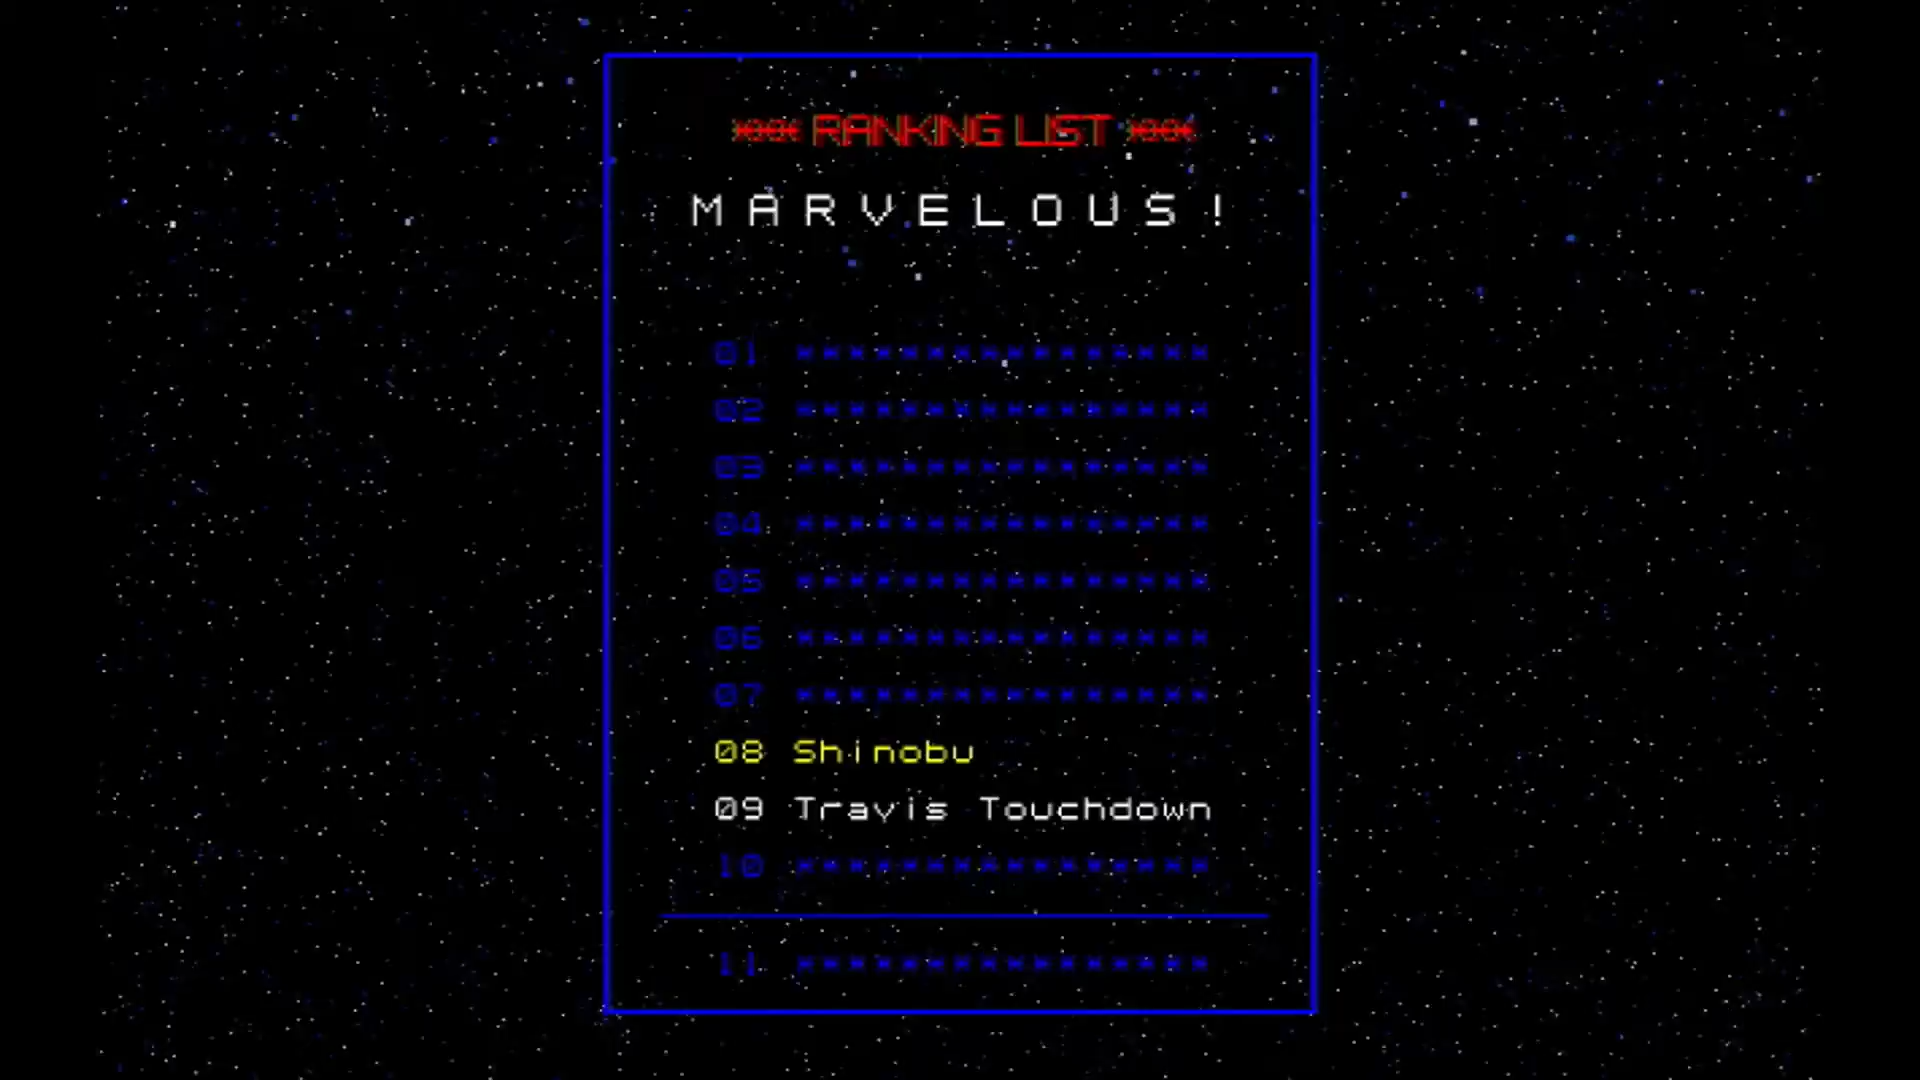 *** RANKING LIST ***
MARVELOUS!
01 ****************
02 ****************
03 ****************
04 ****************
05 ****************
06 ****************
07 ****************
08 Shinobu
09 Travis Touchdown
10 ****************
11 ****************